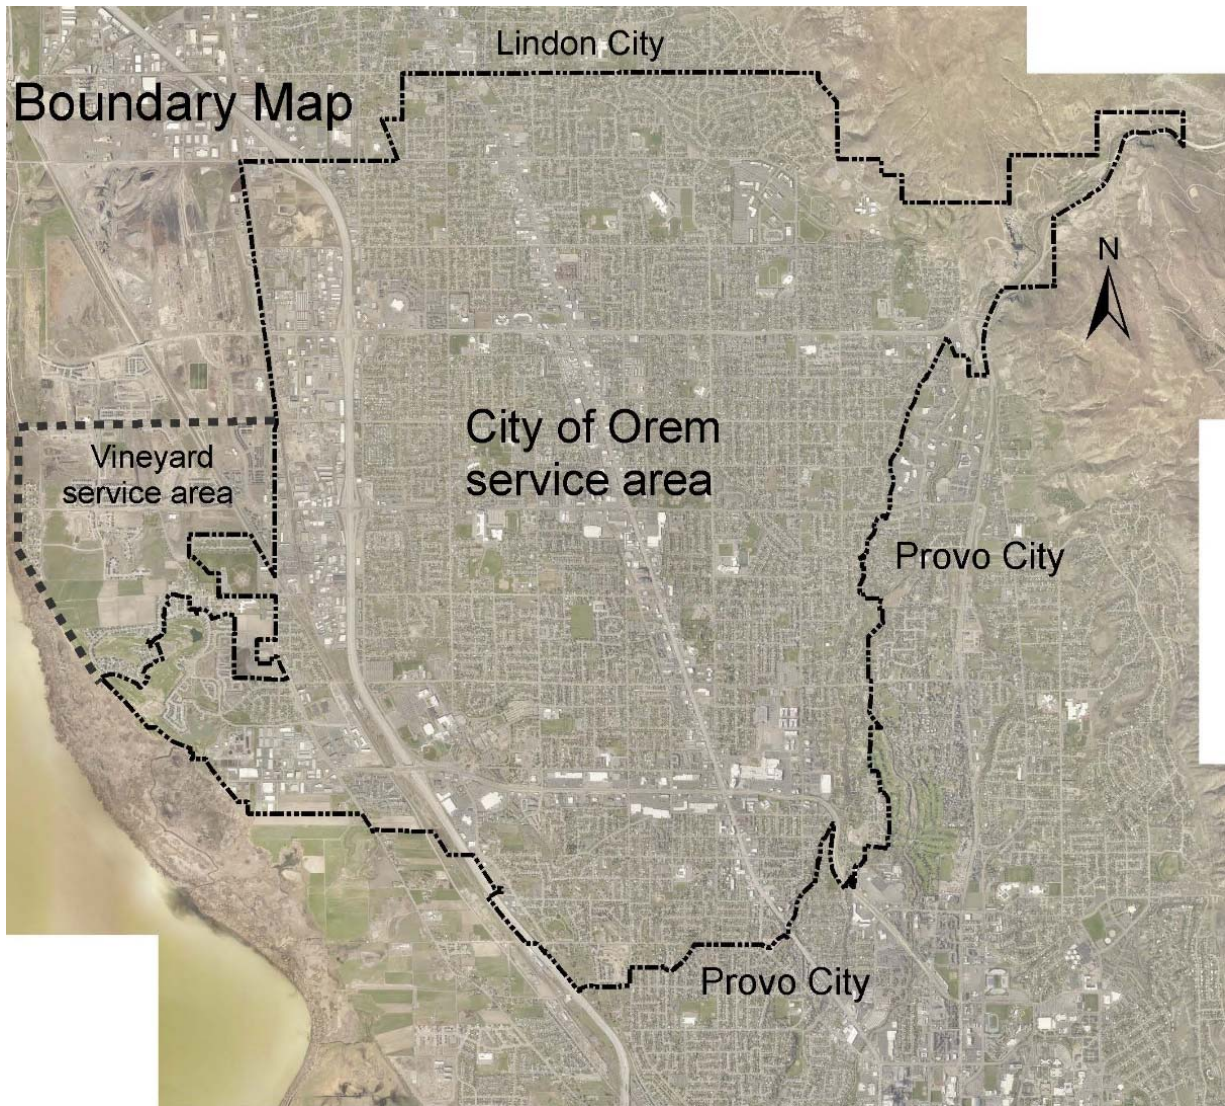 Lindon City
Boundary Map
N
City of Orem
service area
Vineyard
service area
Provo City
Provo City